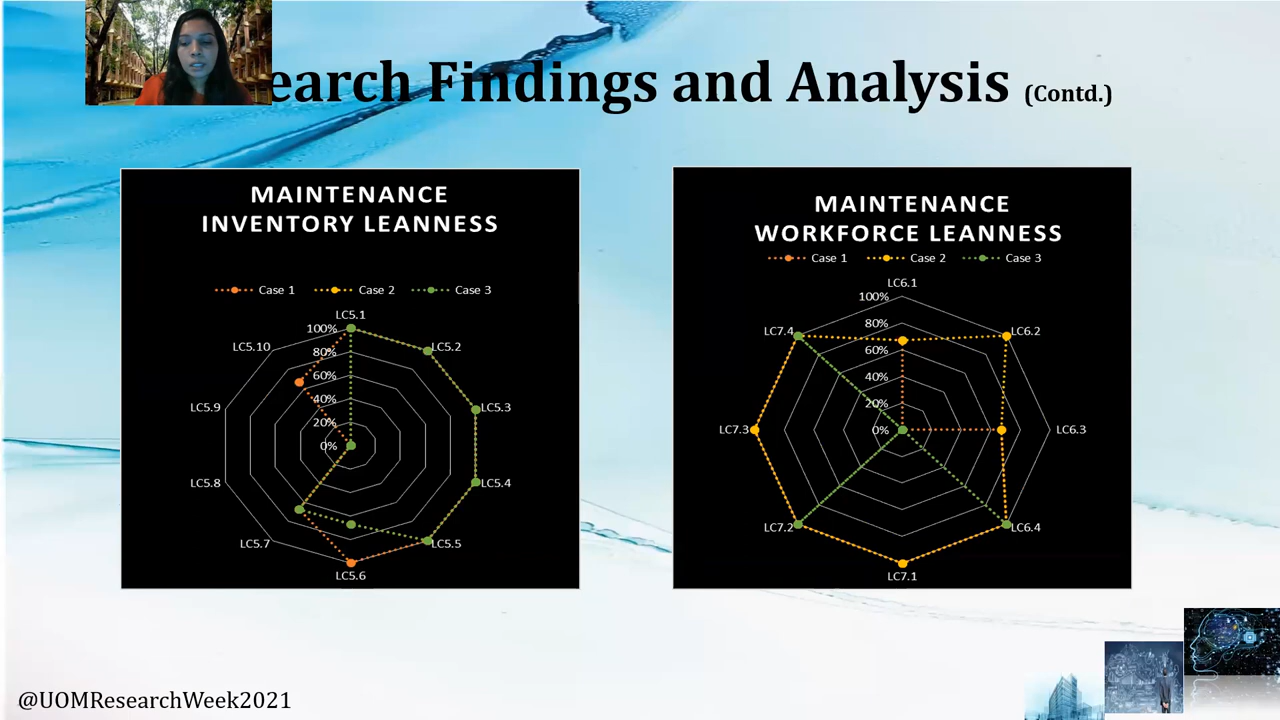 earch Findings and Analysis (Contd.)
MAINTENANCE
INVENTORY LEANNESS
Case 1 Case 2 Case 3
LC5.1
100%
LC5.10
LC5.2
80%
60%
LC5.9
40%
LC5.3
20%
0%
LC5.8
LC5.4
LC5.7
LC5.5
LC5.6
MAINTENANCE
WORKFORCE LEANNESS
Case 1 Case 2 Case 3
LC6.1
100%
LC7.4
80%
LC6.2
60%
40%
20%
LC7.3
0%
LC6.3
LC7.2
LC6.4
LC7.1
@UOMResearchWeek2021